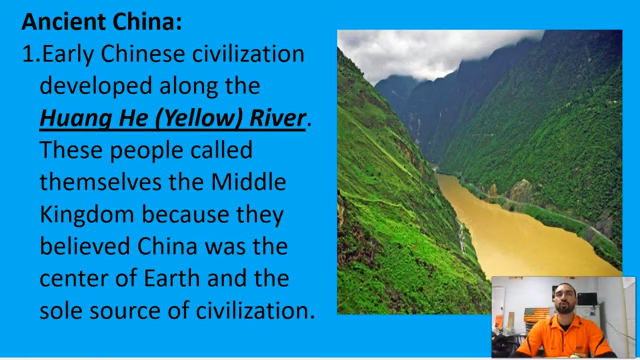 Ancient China:
1.Early Chinese civilization
developed along the
Huang He (Yellow) River.
These people called
themselves the Middle
Kingdom because they
believed China was the
center of Earth and the
sole source of civilization.